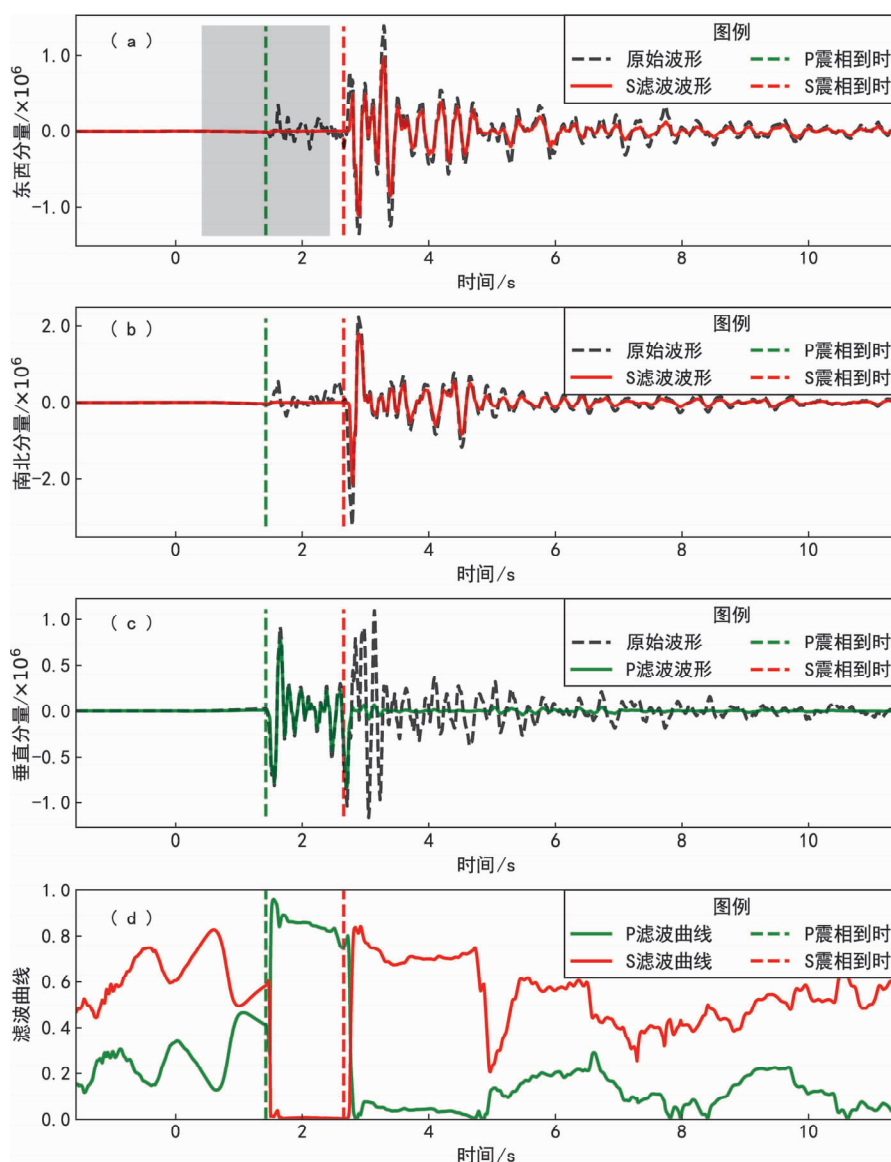 ( a )
图例
原始波形
P震相到时
S滤波波形
S震相到时
1.0
0.0
−1.0
东西分量/×10⁶
0 2 4 6 8 10
时间/s
( b )
图例
原始波形
P震相到时
S滤波波形
S震相到时
2.0
0.0
−2.0
南北分量/×10⁶
0 2 4 6 8 10
时间/s
( c )
图例
原始波形
P震相到时
P滤波波形
S震相到时
1.0
0.5
0.0
−0.5
−1.0
垂直分量/×10⁶
0 2 4 6 8 10
时间/s
( d )
图例
P滤波曲线
P震相到时
S滤波曲线
S震相到时
1.0
0.8
0.6
0.4
0.2
0.0
滤波曲线
0 2 4 6 8 10
时间/s